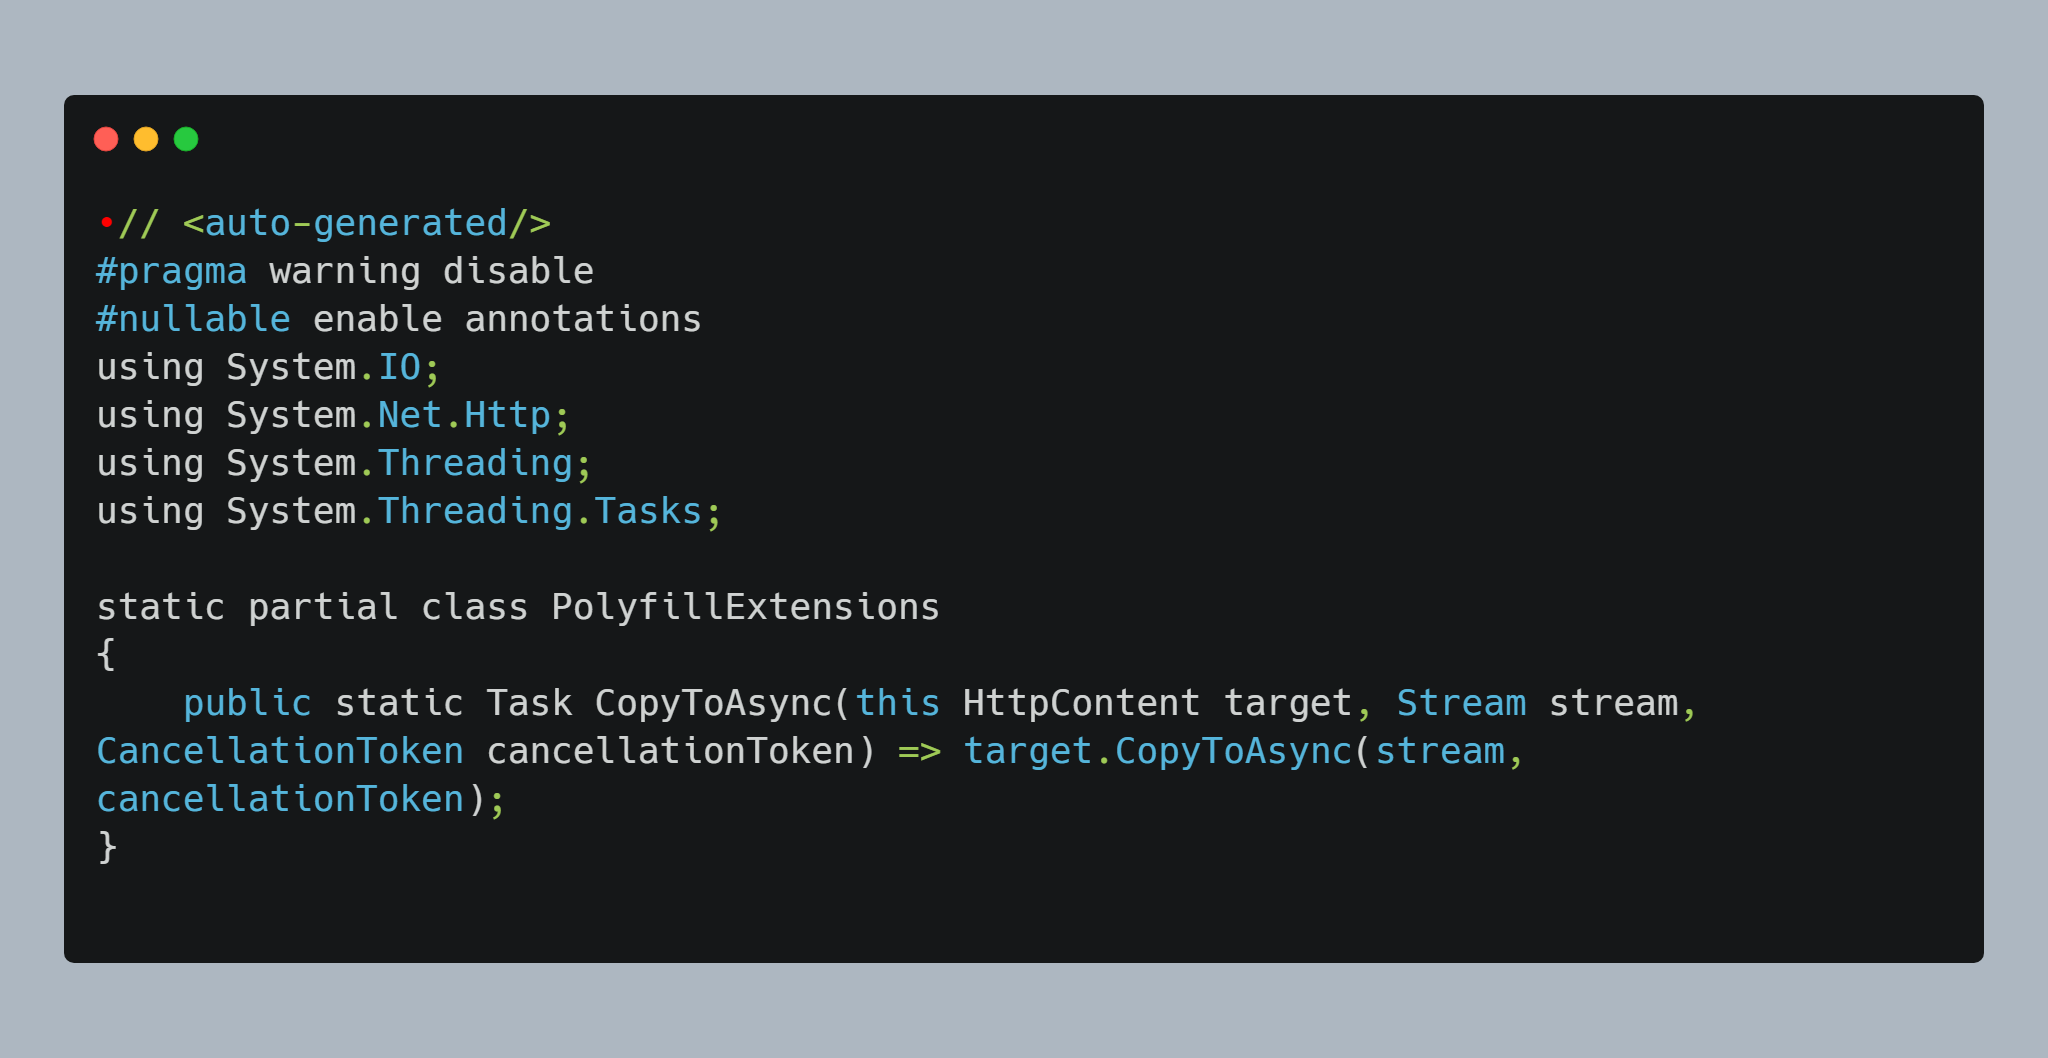 •// <auto-generated/>
#pragma warning disable
#nullable enable annotations
using System.IO;
using System.Net.Http;
using System.Threading;
using System.Threading.Tasks;

static partial class PolyfillExtensions
{
    public static Task CopyToAsync(this HttpContent target, Stream stream,
CancellationToken cancellationToken) => target.CopyToAsync(stream,
cancellationToken);
}